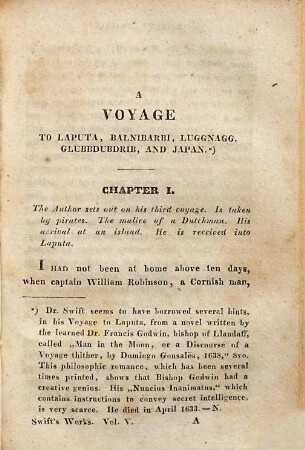 A
VOYAGE
TO LAPUTA, BALNIBARBI, LUGGNAGG.
GLUBBDUBDRIB, AND JAPAN.*)
CHAPTER I.
The Author sets out on his third voyage. Is taken
by pirates. The malice of a Dutchman. His
arrival at an island. He is received into
Laputa.
I HAD not been at home above ten days,
when captain William Robinson, a Cornish man,
*) Dr. Swift seems to have borrowed several hints,
in his Voyage to Laputa, from a novel written by
the learned Dr. Francis Godwin, bishop of Llandaff,
called „Man in the Moon, or a Discourse of a
Voyage thither, by Domingo Gonsales, 1638,“ 8vo.
This philosophic romance, which has been several
times printed, shows that Bishop Godwin had a
creative genius. His „Nuncius Inanimatus,“ which
contains instructions to convey secret intelligence,
is very scarce. He died in April 1633.—N.
Swift's Works. Vol. V. A